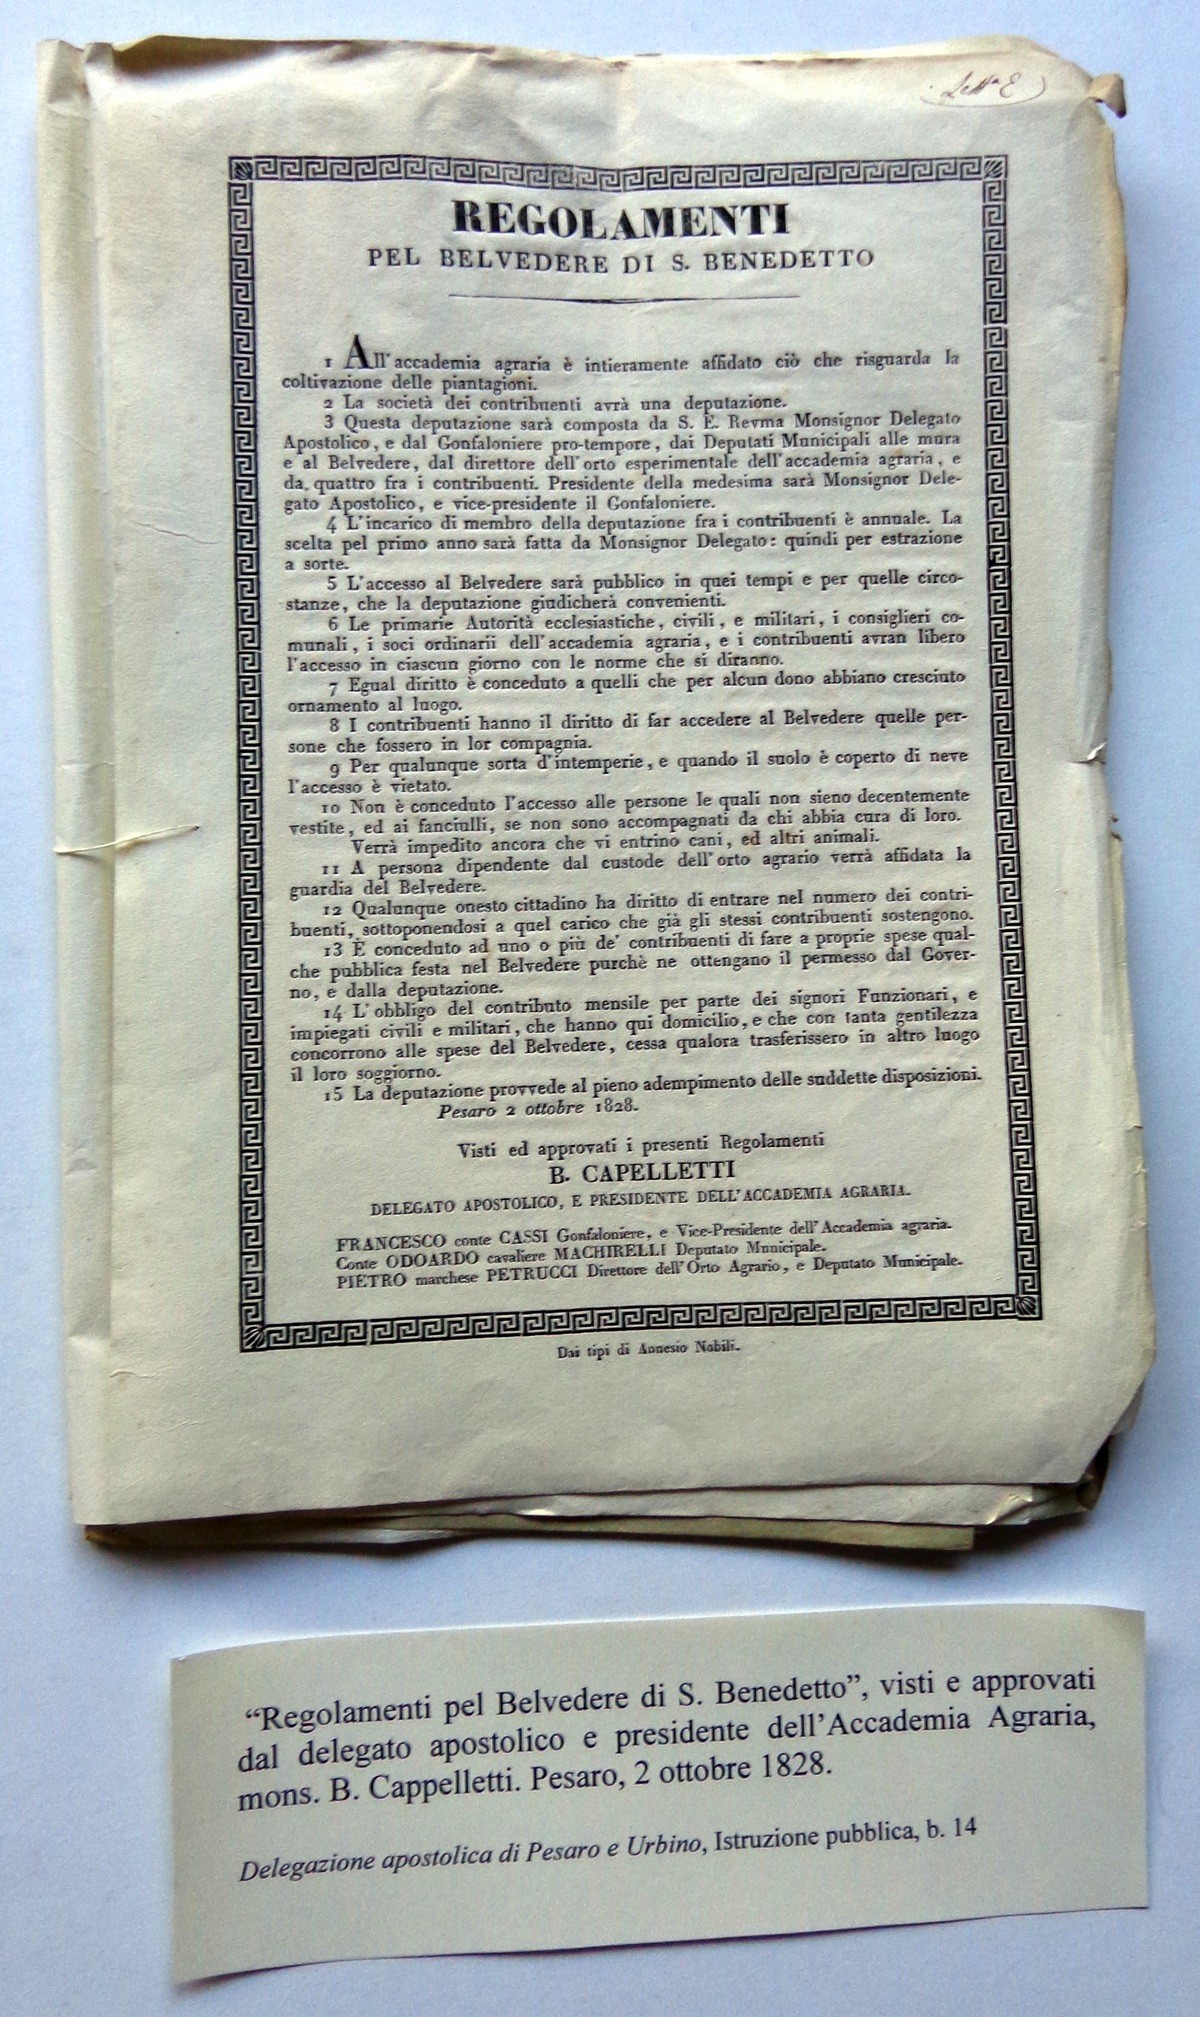 REGOLAMENTI
PEL BELVEDERE DI S. BENEDETTO
1 All'accademia agraria è intieramente affidato ciò che risguarda la
coltivazione delle piantagioni.
2 La società dei contribuenti avrà una deputazione.
3 Questa deputazione sarà composta da S. E. Revma Monsignor Delegato
Apostolico, e dal Gonfaloniere pro-tempore, dai Deputati Municipali alle mura
e al Belvedere, dal direttore dell'orto esperimentale dell'accademia agraria, e
da quattro fra i contribuenti. Presidente della medesima sarà Monsignor Dele-
gato Apostolico, e vice-presidente il Gonfaloniere.
4 L'incarico di membro della deputazione fra i contribuenti è annuale. La
scelta pel primo anno sarà fatta da Monsignor Delegato: quindi per estrazione
a sorte.
5 L'accesso al Belvedere sarà pubblico in quei tempi e per quelle circo-
stanze, che la deputazione giudicherà convenienti.
6 Le primarie Autorità ecclesiastiche, civili, e militari, i consiglieri co-
munali, i soci ordinarii dell'accademia agraria, e i contribuenti avran libero
l'accesso in ciascun giorno con le norme che si diranno.
7 Egual diritto è conceduto a quelli che per alcun dono abbiano cresciuto
ornamento al luogo.
8 I contribuenti hanno il diritto di far accedere al Belvedere quelle per-
sone che fossero in lor compagnia.
9 Per qualunque sorta d'intemperie, e quando il suolo è coperto di neve
l'accesso è vietato.
10 Non è conceduto l'accesso alle persone le quali non sieno decentemente
vestite, ed ai fanciulli, se non sono accompagnati da chi abbia cura di loro.
Verrà impedito ancora che vi entrino cani, ed altri animali.
11 A persona dipendente dal custode dell'orto agrario verrà affidata la
guardia del Belvedere.
12 Qualunque onesto cittadino ha diritto di entrare nel numero dei contri-
buenti, sottoponendosi a quel carico che già gli stessi contribuenti sostengono.
13 È conceduto ad uno o più de' contribuenti di fare a proprie spese qual-
che pubblica festa nel Belvedere purchè ne ottengano il permesso dal Gover-
no, e dalla deputazione.
14 L'obbligo del contributo mensile per parte dei signori Funzionari, e
impiegati civili e militari, che hanno qui domicilio, e che con tanta gentilezza
concorrono alle spese del Belvedere, cessa qualora trasferissero in altro luogo
il loro soggiorno.
15 La deputazione provvede al pieno adempimento delle suddette disposizioni.
Pesaro 2 ottobre 1828.
Visti ed approvati i presenti Regolamenti
B. CAPELLETTI
DELEGATO APOSTOLICO, E PRESIDENTE DELL'ACCADEMIA AGRARIA.
FRANCESCO conte CASSI Gonfaloniere, e Vice-Presidente dell'Accademia agraria.
Conte ODOARDO cavaliere MACHIRELLI Deputato Municipale.
PIETRO marchese PETRUCCI Direttore dell'Orto Agrario, e Deputato Municipale.
Dai tipi di Annesio Nobili.
“Regolamenti pel Belvedere di S. Benedetto”, visti e approvati
dal delegato apostolico e presidente dell’Accademia Agraria,
mons. B. Cappelletti. Pesaro, 2 ottobre 1828.
Delegazione apostolica di Pesaro e Urbino, Istruzione pubblica, b. 14